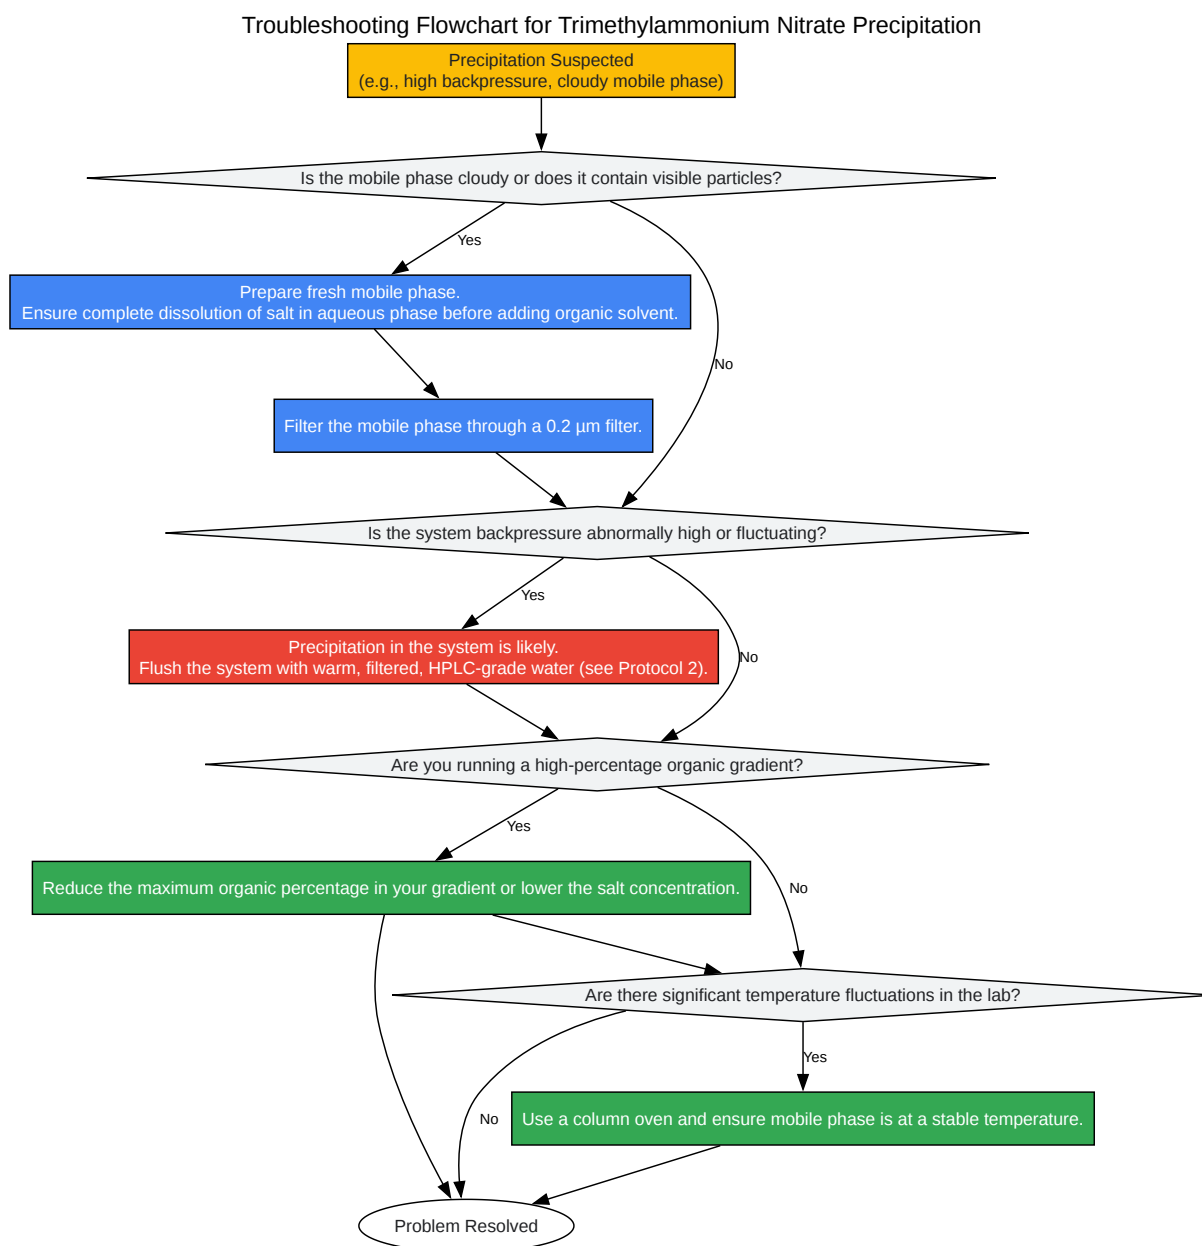 Troubleshooting Flowchart for Trimethylammonium Nitrate Precipitation
Precipitation Suspected
(e.g., high backpressure, cloudy mobile phase)
Is the mobile phase cloudy or does it contain visible particles?
Yes
Prepare fresh mobile phase.
Ensure complete dissolution of salt in aqueous phase before adding organic solvent.
No
Filter the mobile phase through a 0.2 µm filter.
Is the system backpressure abnormally high or fluctuating?
Yes
Precipitation in the system is likely.
Flush the system with warm, filtered, HPLC-grade water (see Protocol 2).
No
Are you running a high-percentage organic gradient?
Yes
Reduce the maximum organic percentage in your gradient or lower the salt concentration.
No
Are there significant temperature fluctuations in the lab?
Yes
Use a column oven and ensure mobile phase is at a stable temperature.
No
Problem Resolved